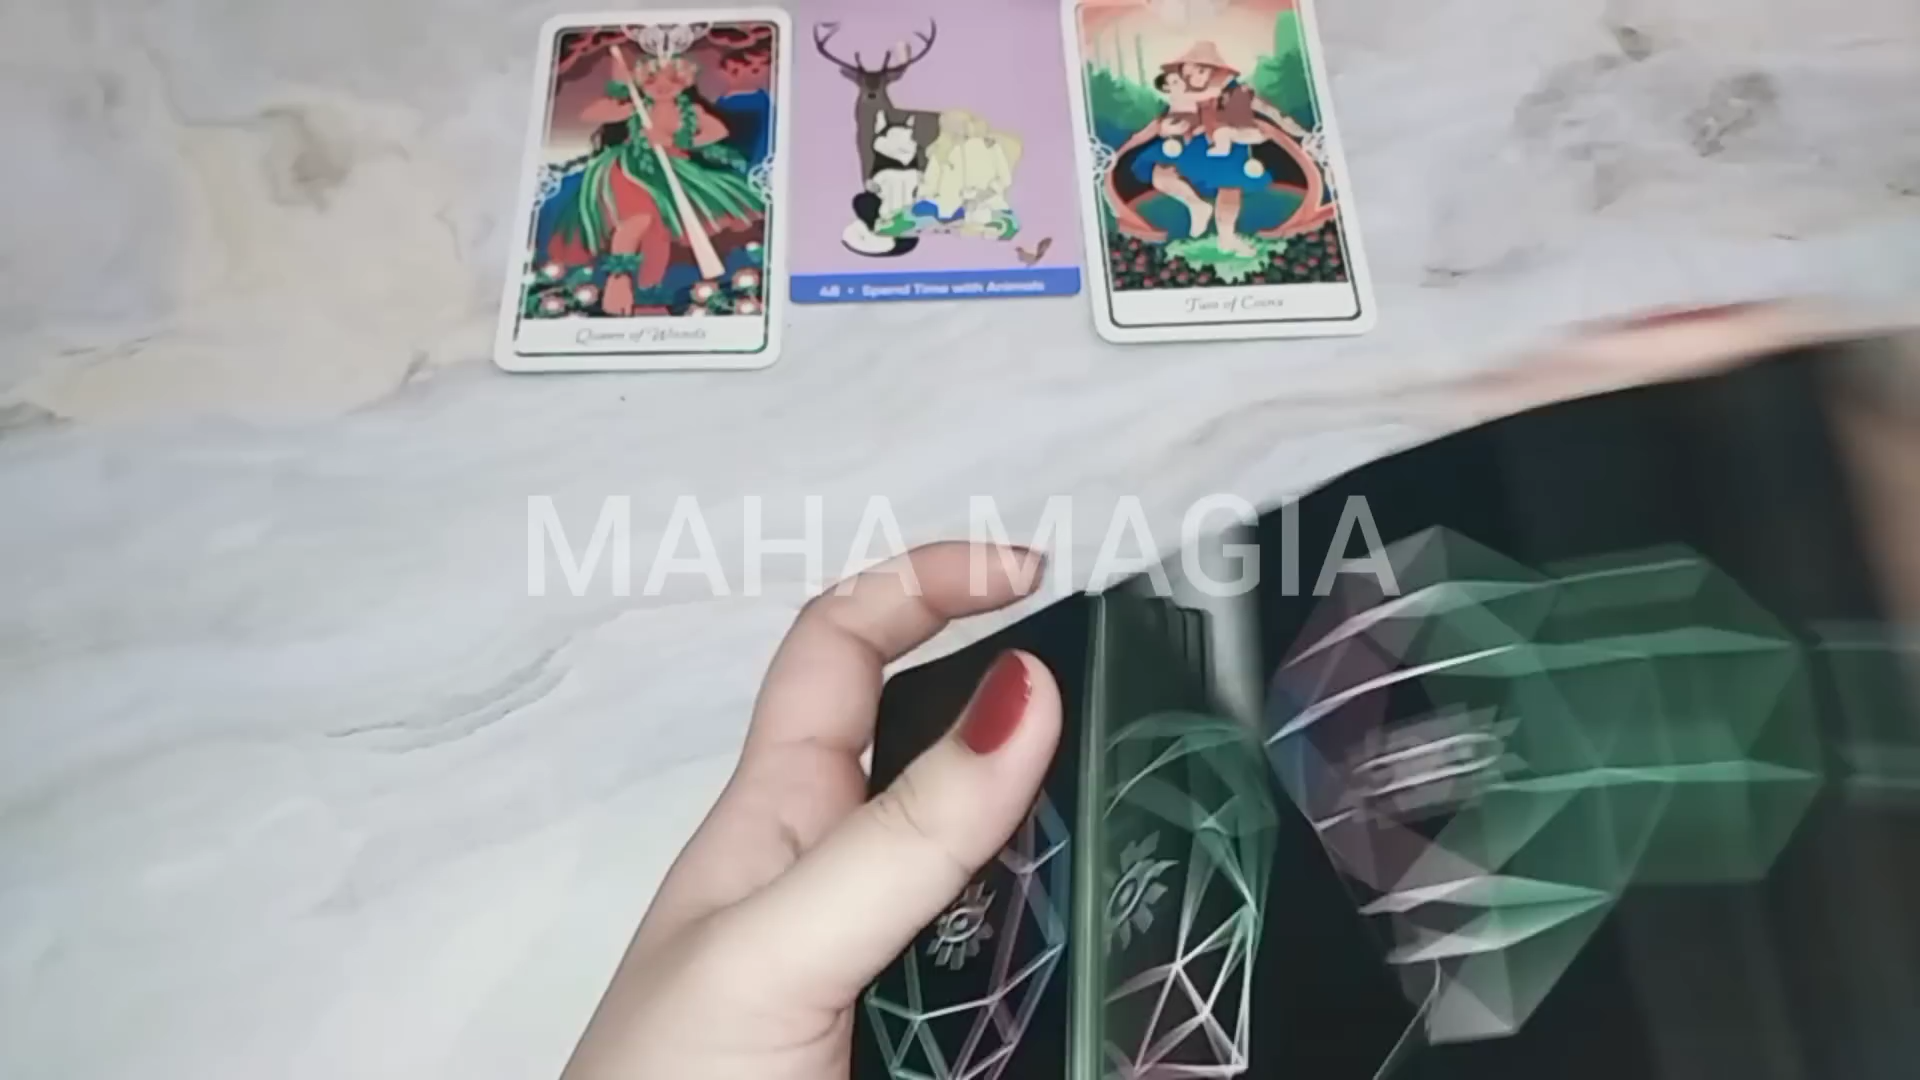 Queen of Wands
48 • Spend Time with Animals
Two of Coins
MAHA MAGIA